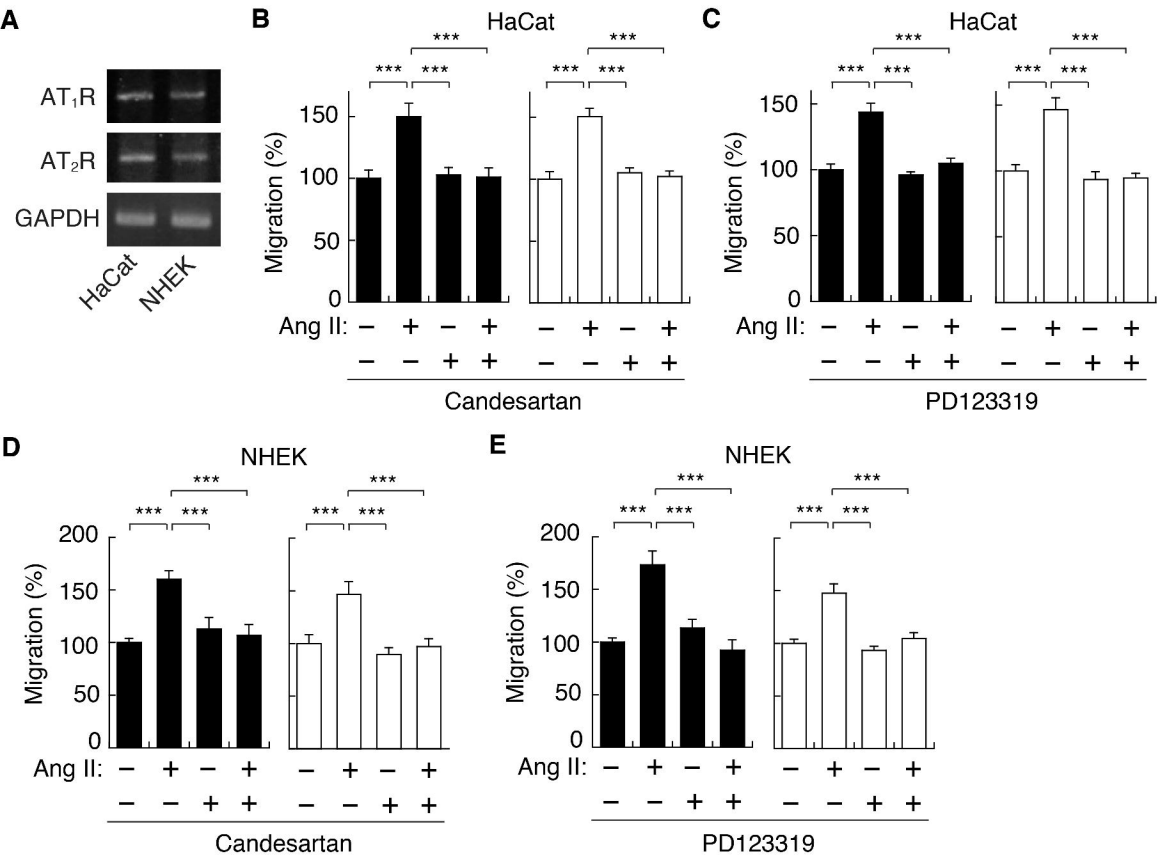 A
AT₁R
AT₂R
GAPDH
HaCat
NHEK
B
HaCat
*** ***
*** *** *** ***
Migration (%)
150
100
50
0
Ang II: – + – + – + – +
– – + + – – + +
Candesartan
C
HaCat
*** ***
*** *** *** ***
Migration (%)
150
100
50
0
Ang II: – + – + – + – +
– – + + – – + +
PD123319
D
NHEK
*** ***
*** *** *** ***
Migration (%)
200
150
100
50
0
Ang II: – + – + – + – +
– – + + – – + +
Candesartan
E
NHEK
*** ***
*** *** *** ***
Migration (%)
200
150
100
50
0
Ang II: – + – + – + – +
– – + + – – + +
PD123319